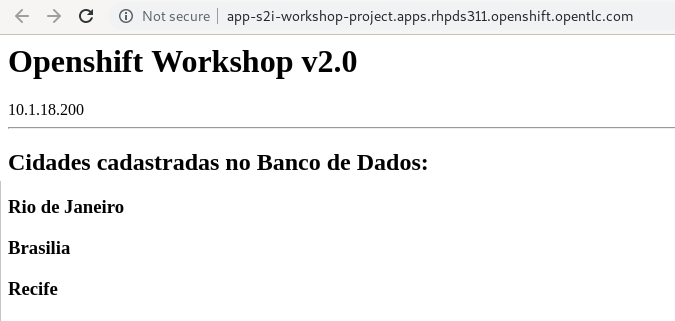 Not secure | app-s2i-workshop-project.apps.rhpds311.openshift.opentlc.com
Openshift Workshop v2.0
10.1.18.200
Cidades cadastradas no Banco de Dados:
Rio de Janeiro
Brasilia
Recife